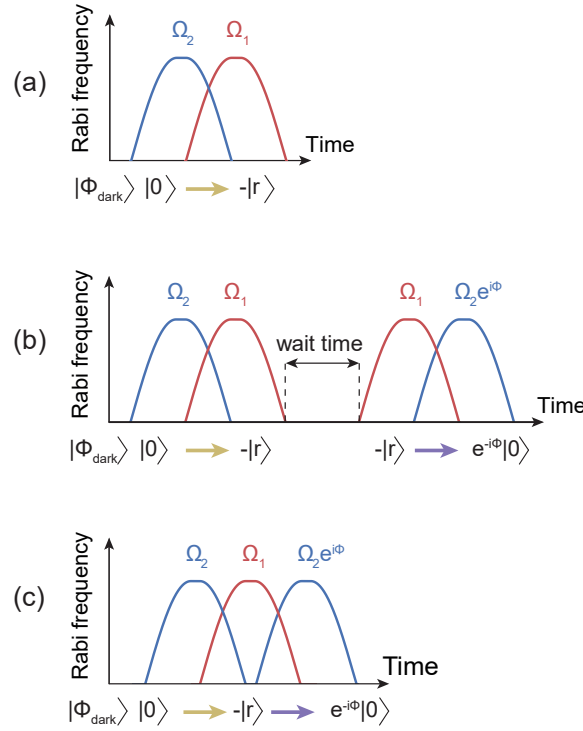 (a)
Rabi frequency
Ω₂ Ω₁
Time
|Φdark⟩ |0⟩ → -|r⟩
(b)
Rabi frequency
Ω₂ Ω₁ Ω₁ Ω₂e^iΦ
wait time
Time
|Φdark⟩ |0⟩ → -|r⟩ -|r⟩ → e^-iΦ|0⟩
(c)
Rabi frequency
Ω₂ Ω₁ Ω₂e^iΦ
Time
|Φdark⟩ |0⟩ → -|r⟩ → e^-iΦ|0⟩